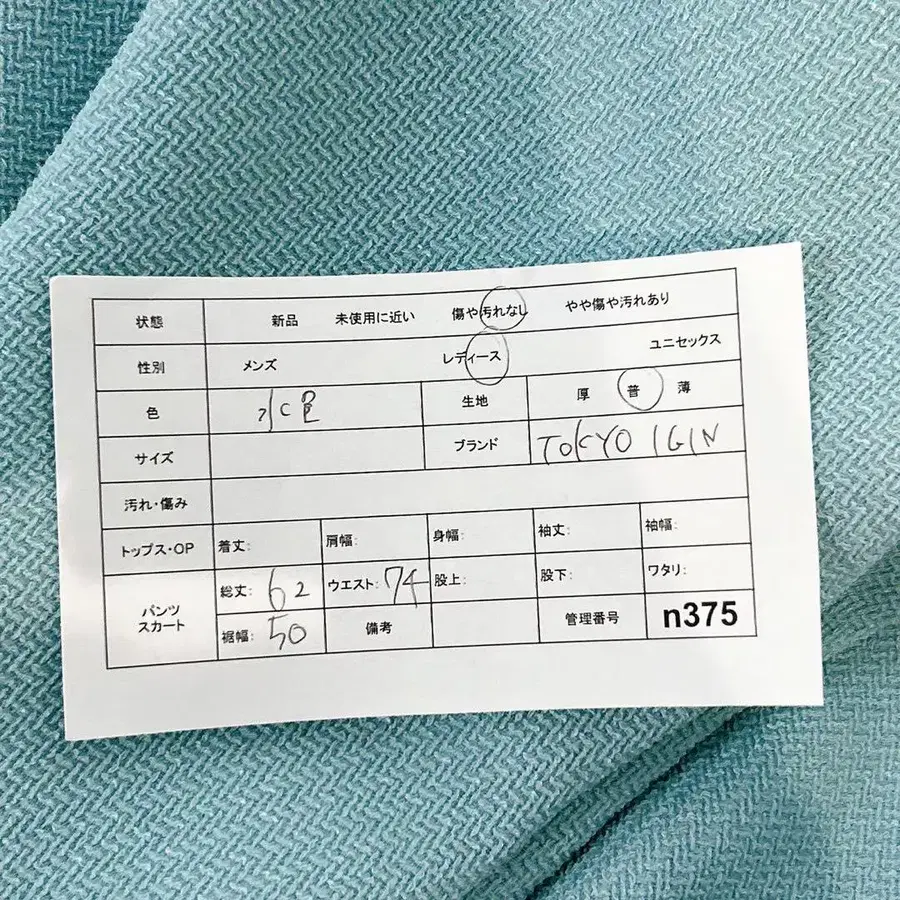 状態 新品 未使用に近い 傷や汚れなし やや傷や汚れあり
性別 メンズ レディース ユニセックス
色 水色 生地 厚 普 薄
サイズ ブランド TOKYO IGIN
汚れ・傷み
トップス・OP 着丈: 肩幅: 身幅: 袖丈: 袖幅:
パンツ スカート 総丈: 62 ウエスト: 74 股上: 股下: ワタリ:
裾幅: 50 備考 管理番号 n375